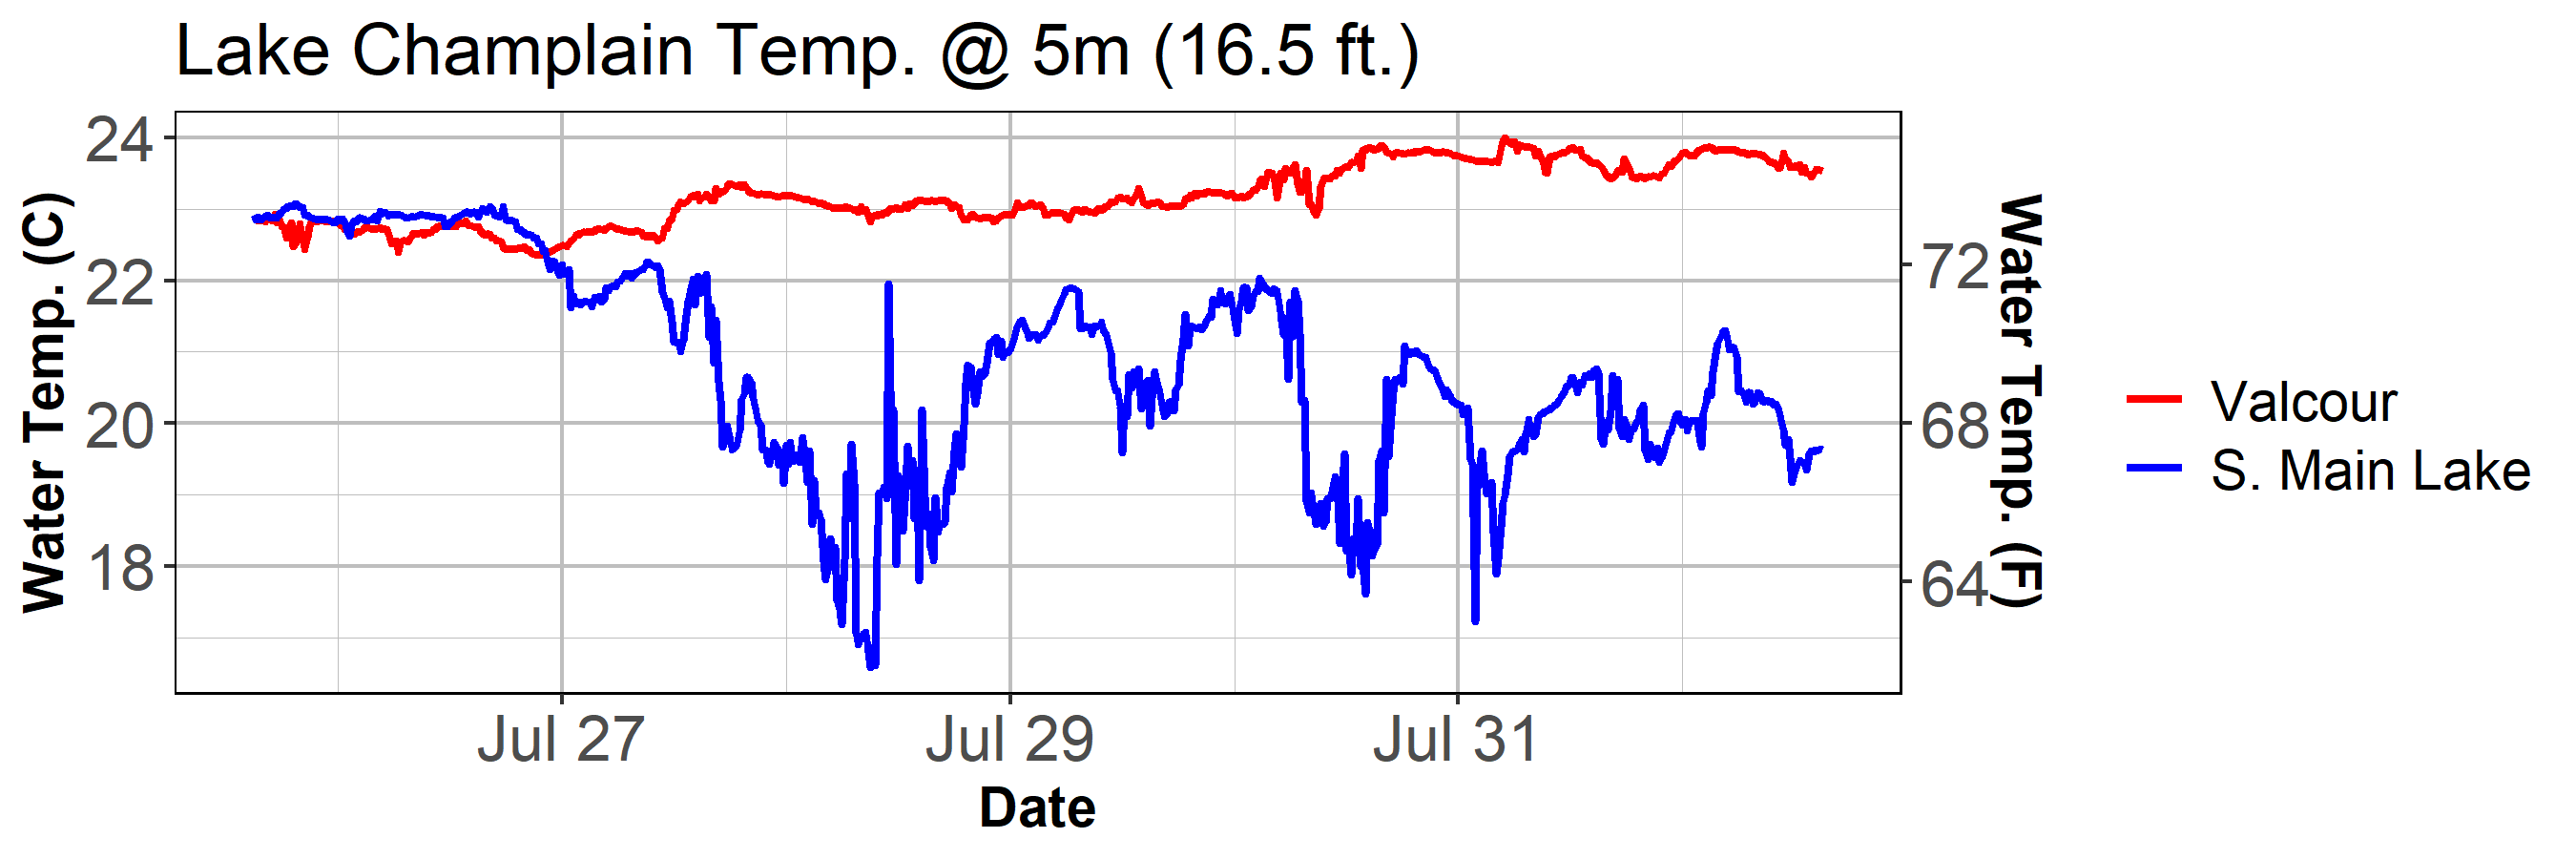 Lake Champlain Temp. @ 5m (16.5 ft.)
24
22
20
18
Water Temp. (C)
72
68
64
Water Temp. (F)
Jul 27
Jul 29
Jul 31
Date
Valcour
S. Main Lake